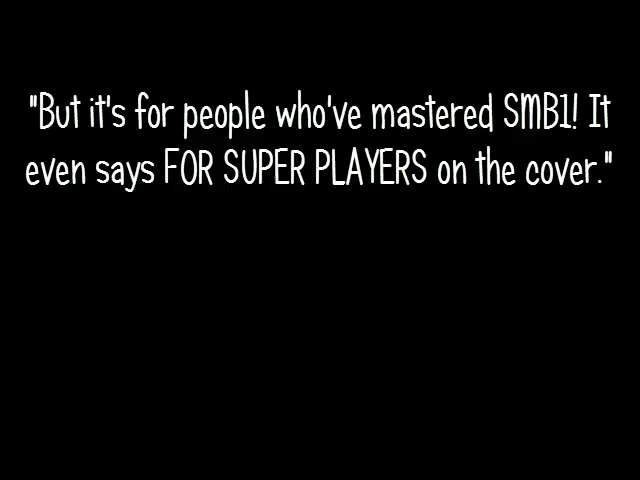 "But it's for people who've mastered SMB1! It
even says FOR SUPER PLAYERS on the cover."